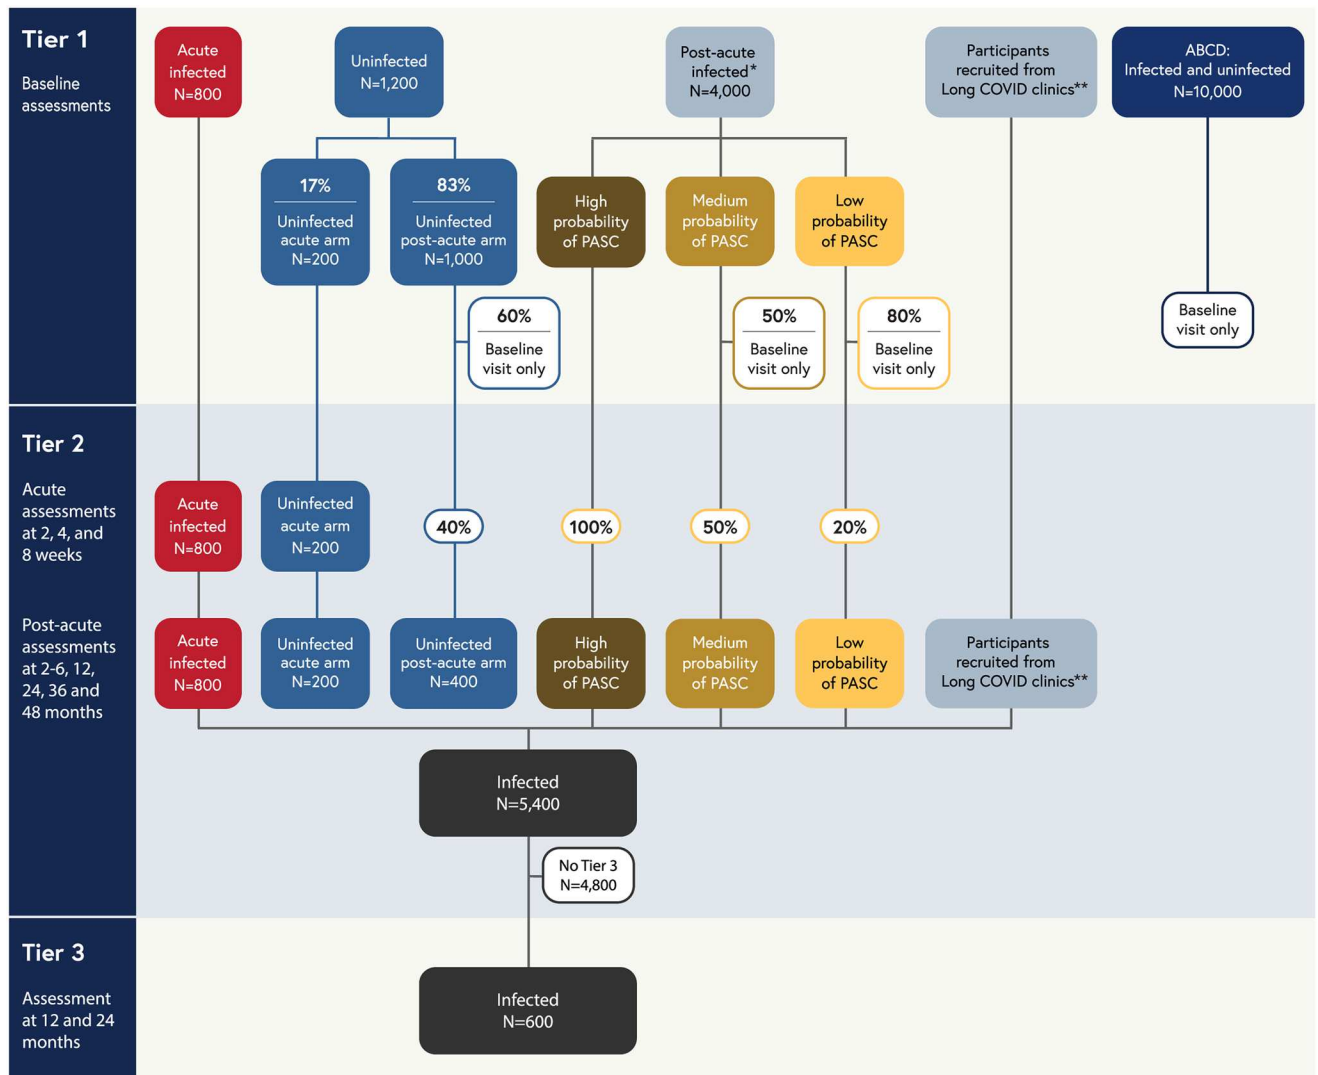 Tier 1
Baseline
assessments
Acute
infected
N=800
Uninfected
N=1,200
Post-acute
infected*
N=4,000
Participants
recruited from
Long COVID clinics**
ABCD:
Infected and uninfected
N=10,000
17%
Uninfected
acute arm
N=200
83%
Uninfected
post-acute arm
N=1,000
High
probability
of PASC
Medium
probability
of PASC
Low
probability
of PASC
60%
Baseline
visit only
50%
Baseline
visit only
80%
Baseline
visit only
Baseline
visit only
Tier 2
Acute
assessments
at 2, 4, and
8 weeks
Acute
infected
N=800
Uninfected
acute arm
N=200
40%
100%
50%
20%
Post-acute
assessments
at 2-6, 12,
24, 36 and
48 months
Acute
infected
N=800
Uninfected
acute arm
N=200
Uninfected
post-acute arm
N=400
High
probability
of PASC
Medium
probability
of PASC
Low
probability
of PASC
Participants
recruited from
Long COVID clinics**
Infected
N=5,400
No Tier 3
N=4,800
Tier 3
Assessment
at 12 and 24
months
Infected
N=600